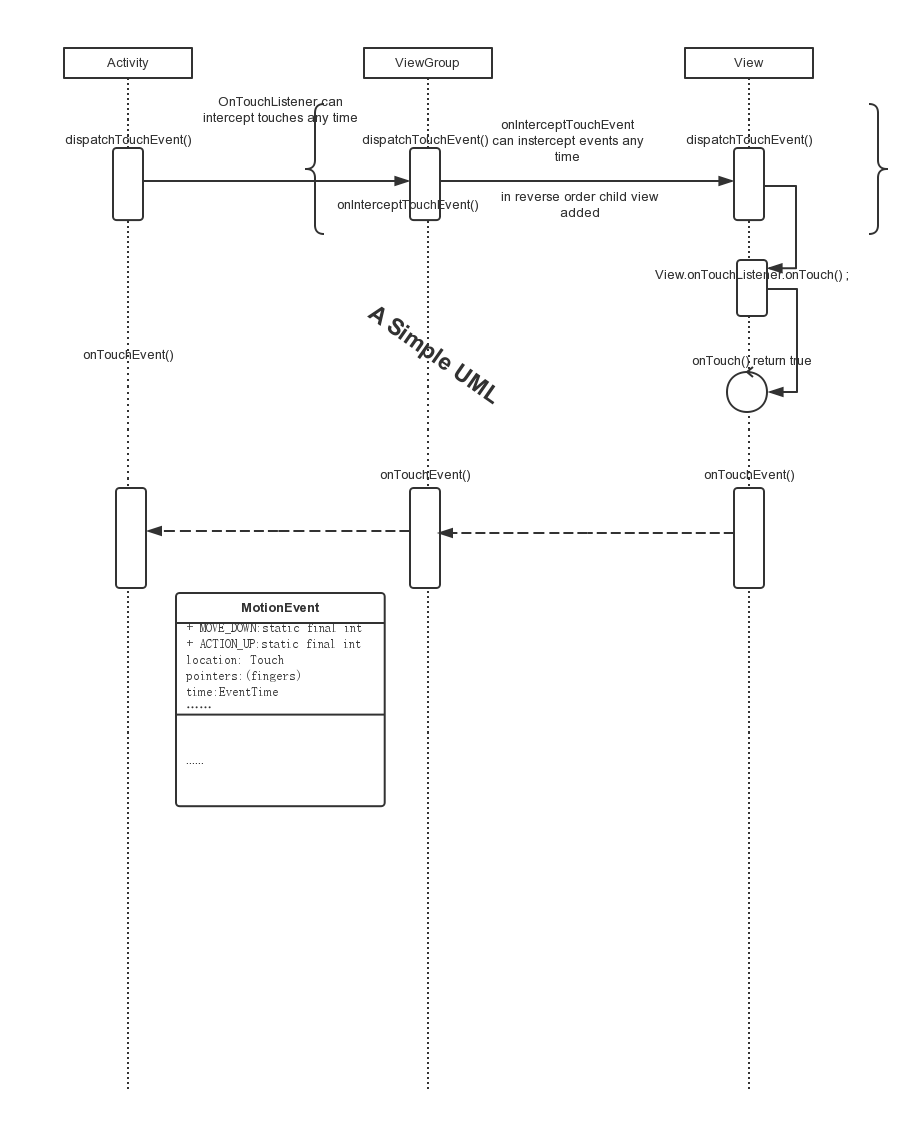 Activity
ViewGroup
View
OnTouchListener can
intercept touches any time
onInterceptTouchEvent
can instercept events any
time
dispatchTouchEvent()
dispatchTouchEvent()
dispatchTouchEvent()
onInterceptTouchEvent()
in reverse order child view
added
View.onTouchListener.onTouch() ;
A Simple UML
onTouchEvent()
onTouch() return true
onTouchEvent()
onTouchEvent()
MotionEvent
+ MOVE_DOWN:static final int
+ ACTION_UP:static final int
location: Touch
pointers:(fingers)
time:EventTime
······
......